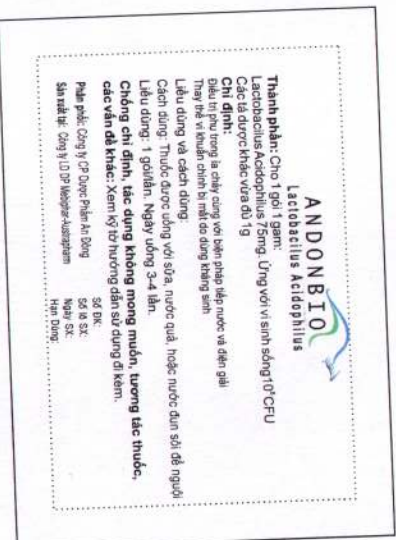 ANDONBIO
Lactobacilus Acidophilus
Thành phần: Cho 1 gói 1 gam:
Lactobacilus Acidophilus 75mg. Ứng với vi sinh sống 10⁸ CFU
Các tá dược khác vừa đủ 1g
Chỉ định:
Điều trị phụ trong ỉa chảy cùng với biện pháp tiếp nước và điện giải
Thay thế vi khuẩn chính bị mất do dùng kháng sinh
Liều dùng và cách dùng:
Cách dùng: Thuốc được uống với sữa, nước quả, hoặc nước đun sôi để nguội
Liều dùng: 1 gói/lần. Ngày uống 3-4 lần.
Chống chỉ định, tác dụng không mong muốn, tương tác thuốc,
các vấn đề khác: Xem kỹ tờ hướng dẫn sử dụng đi kèm.
Số ĐK:
Phân phối: Công ty CP Dược Phẩm An Đông
Số lô SX:
Ngày SX:
Sản xuất tại: Công ty LD DP Mebiphar-Austrapharm
Hạn Dùng: